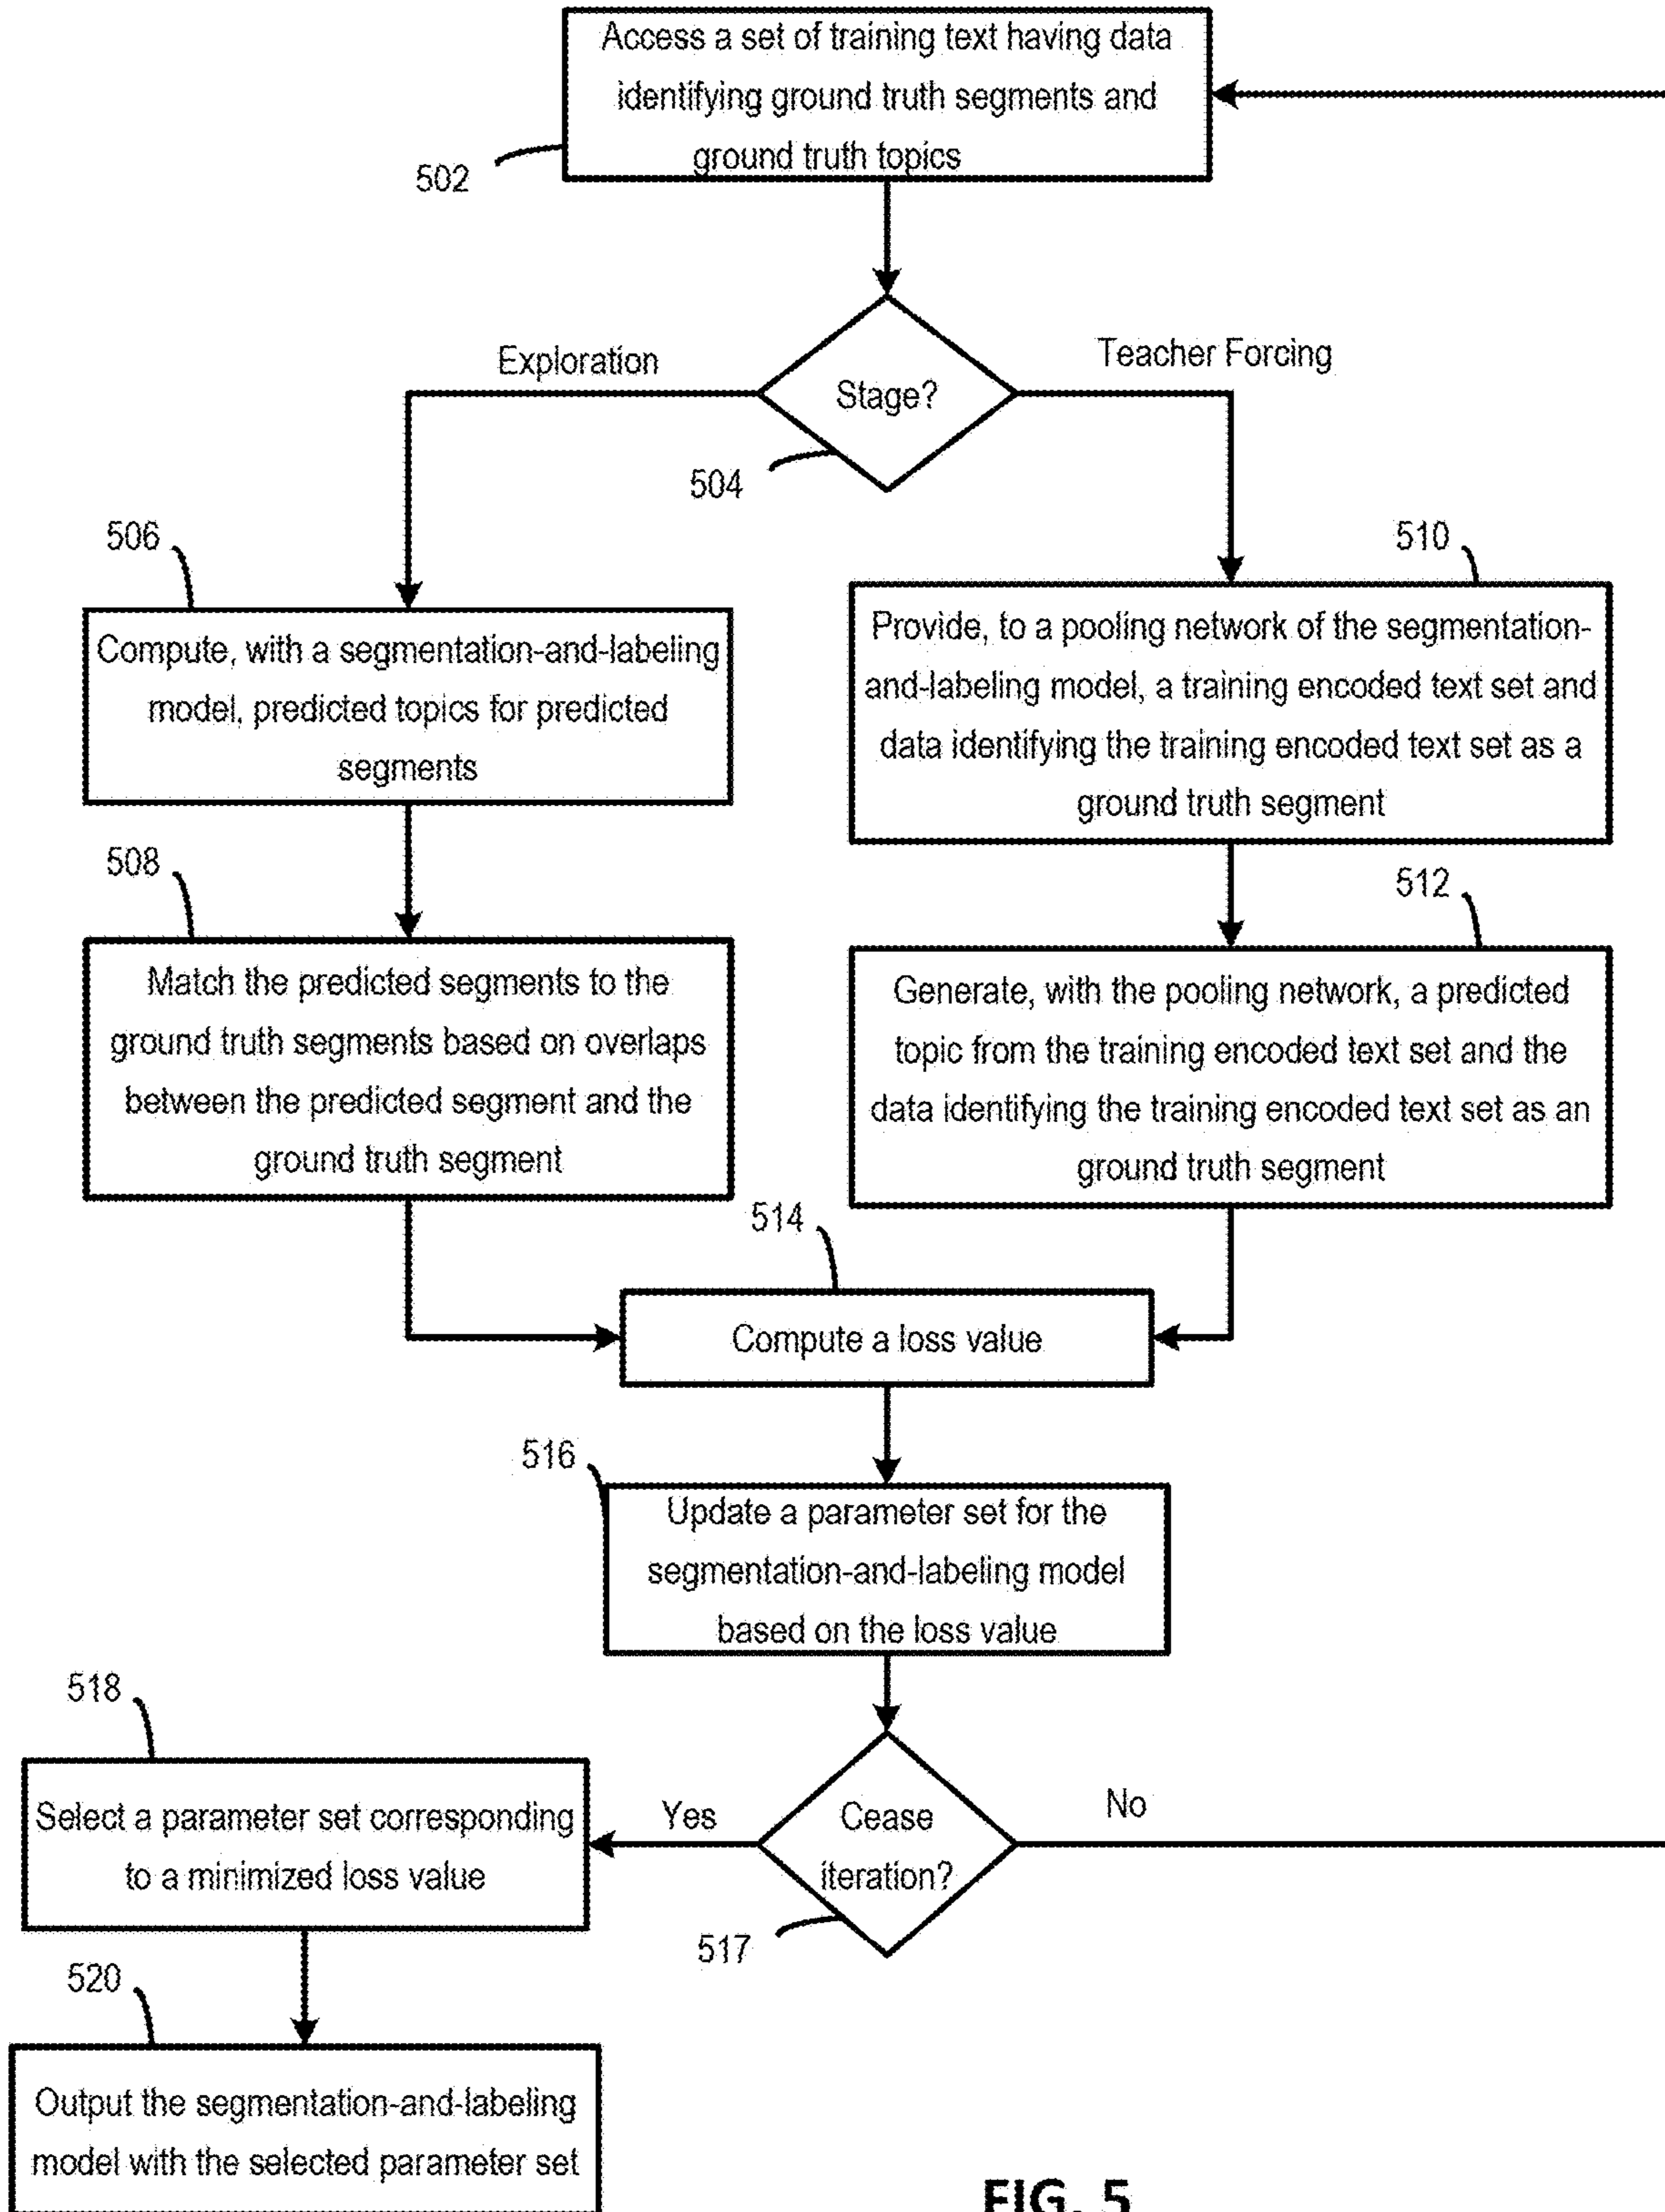 Access a set of training text having data
identifying ground truth segments and
ground truth topics
502
Exploration
Teacher Forcing
Stage?
504
506
510
Compute, with a segmentation-and-labeling
model, predicted topics for predicted
segments
Provide, to a pooling network of the segmentation-
and-labeling model, a training encoded text set and
data identifying the training encoded text set as a
ground truth segment
508
512
Match the predicted segments to the
ground truth segments based on overlaps
between the predicted segment and the
ground truth segment
Generate, with the pooling network, a predicted
topic from the training encoded text set and the
data identifying the training encoded text set as an
ground truth segment
514
Compute a loss value
516
Update a parameter set for the
segmentation-and-labeling model
based on the loss value
518
Select a parameter set corresponding
to a minimized loss value
Yes
Cease
iteration?
No
517
520
Output the segmentation-and-labeling
model with the selected parameter set
FIG. 5